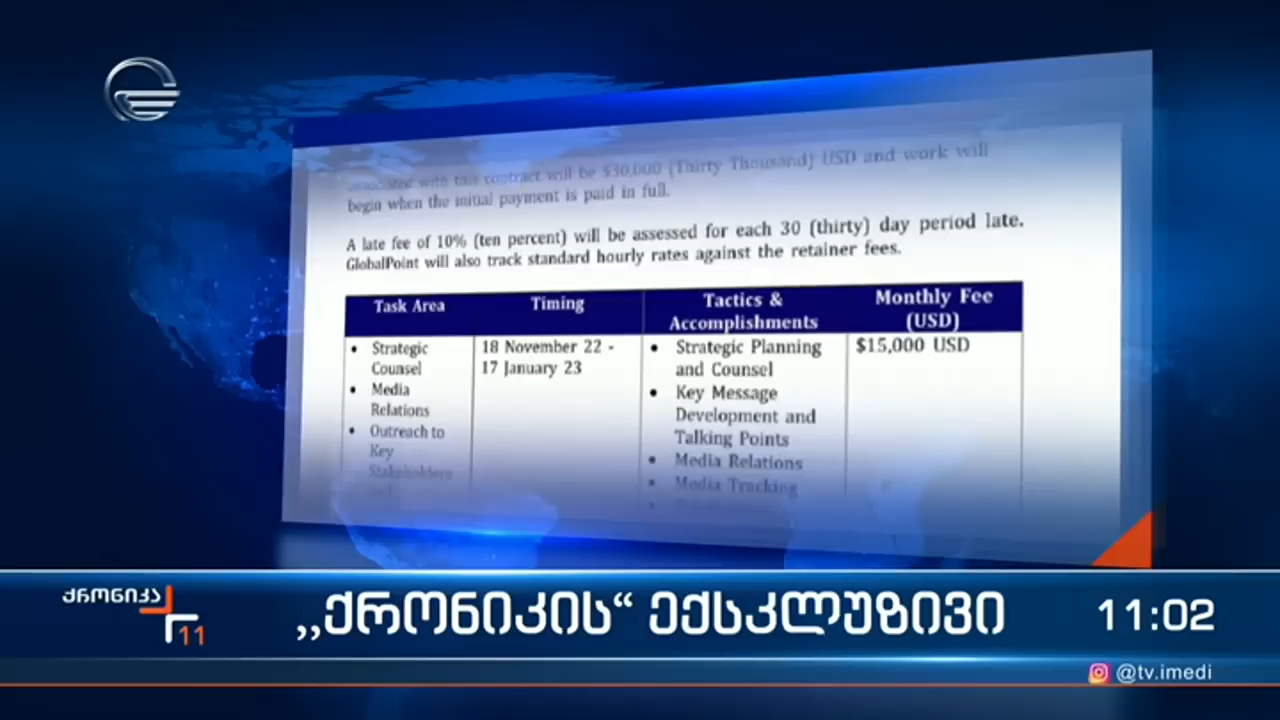 associated with this contract will be $30,000 (Thirty Thousand) USD and work will
begin when the initial payment is paid in full.
A late fee of 10% (ten percent) will be assessed for each 30 (thirty) day period late.
GlobalPoint will also track standard hourly rates against the retainer fees.
Task Area
Timing
Tactics &
Accomplishments
Monthly Fee
(USD)
• Strategic
Counsel
• Media
Relations
• Outreach to
Key
Stakeholders
18 November 22 -
17 January 23
• Strategic Planning
and Counsel
• Key Message
Development and
Talking Points
• Media Relations
• Media Tracking
$15,000 USD
ქრონიკა
11
„ქრონიკის“ ექსკლუზივი
11:02
@tv.imedi